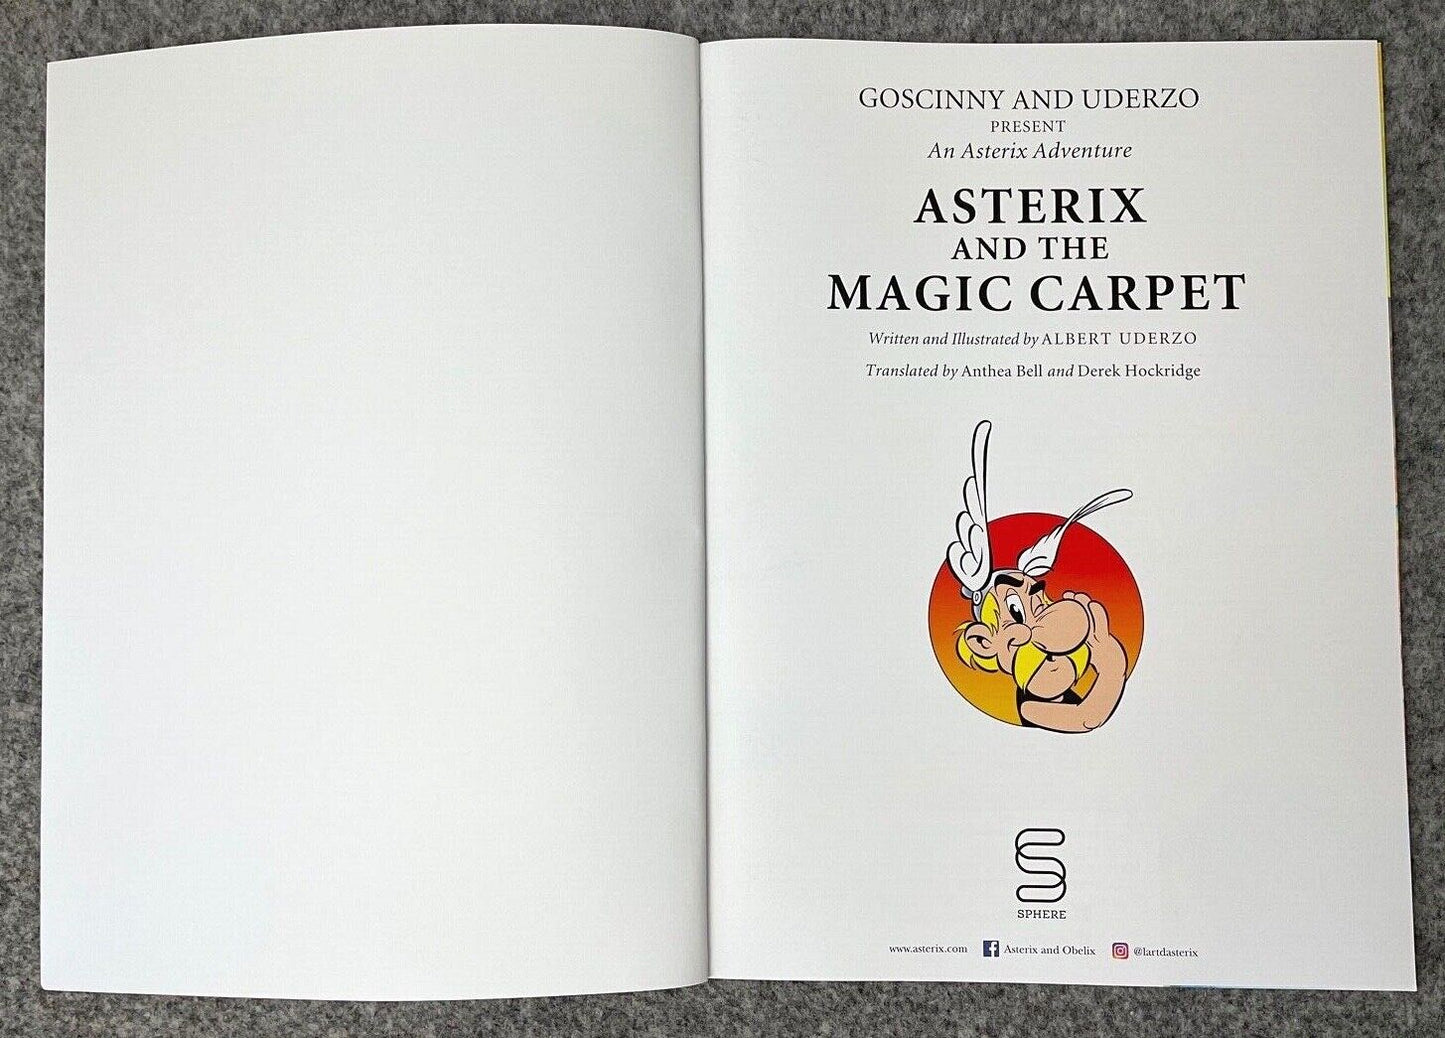 GOSCINNY AND UDERZO
PRESENT
An Asterix Adventure
ASTERIX
AND THE
MAGIC CARPET
Written and Illustrated by ALBERT UDERZO
Translated by Anthea Bell and Derek Hockridge
SPHERE
www.asterix.com Asterix and Obelix @lartdasterix